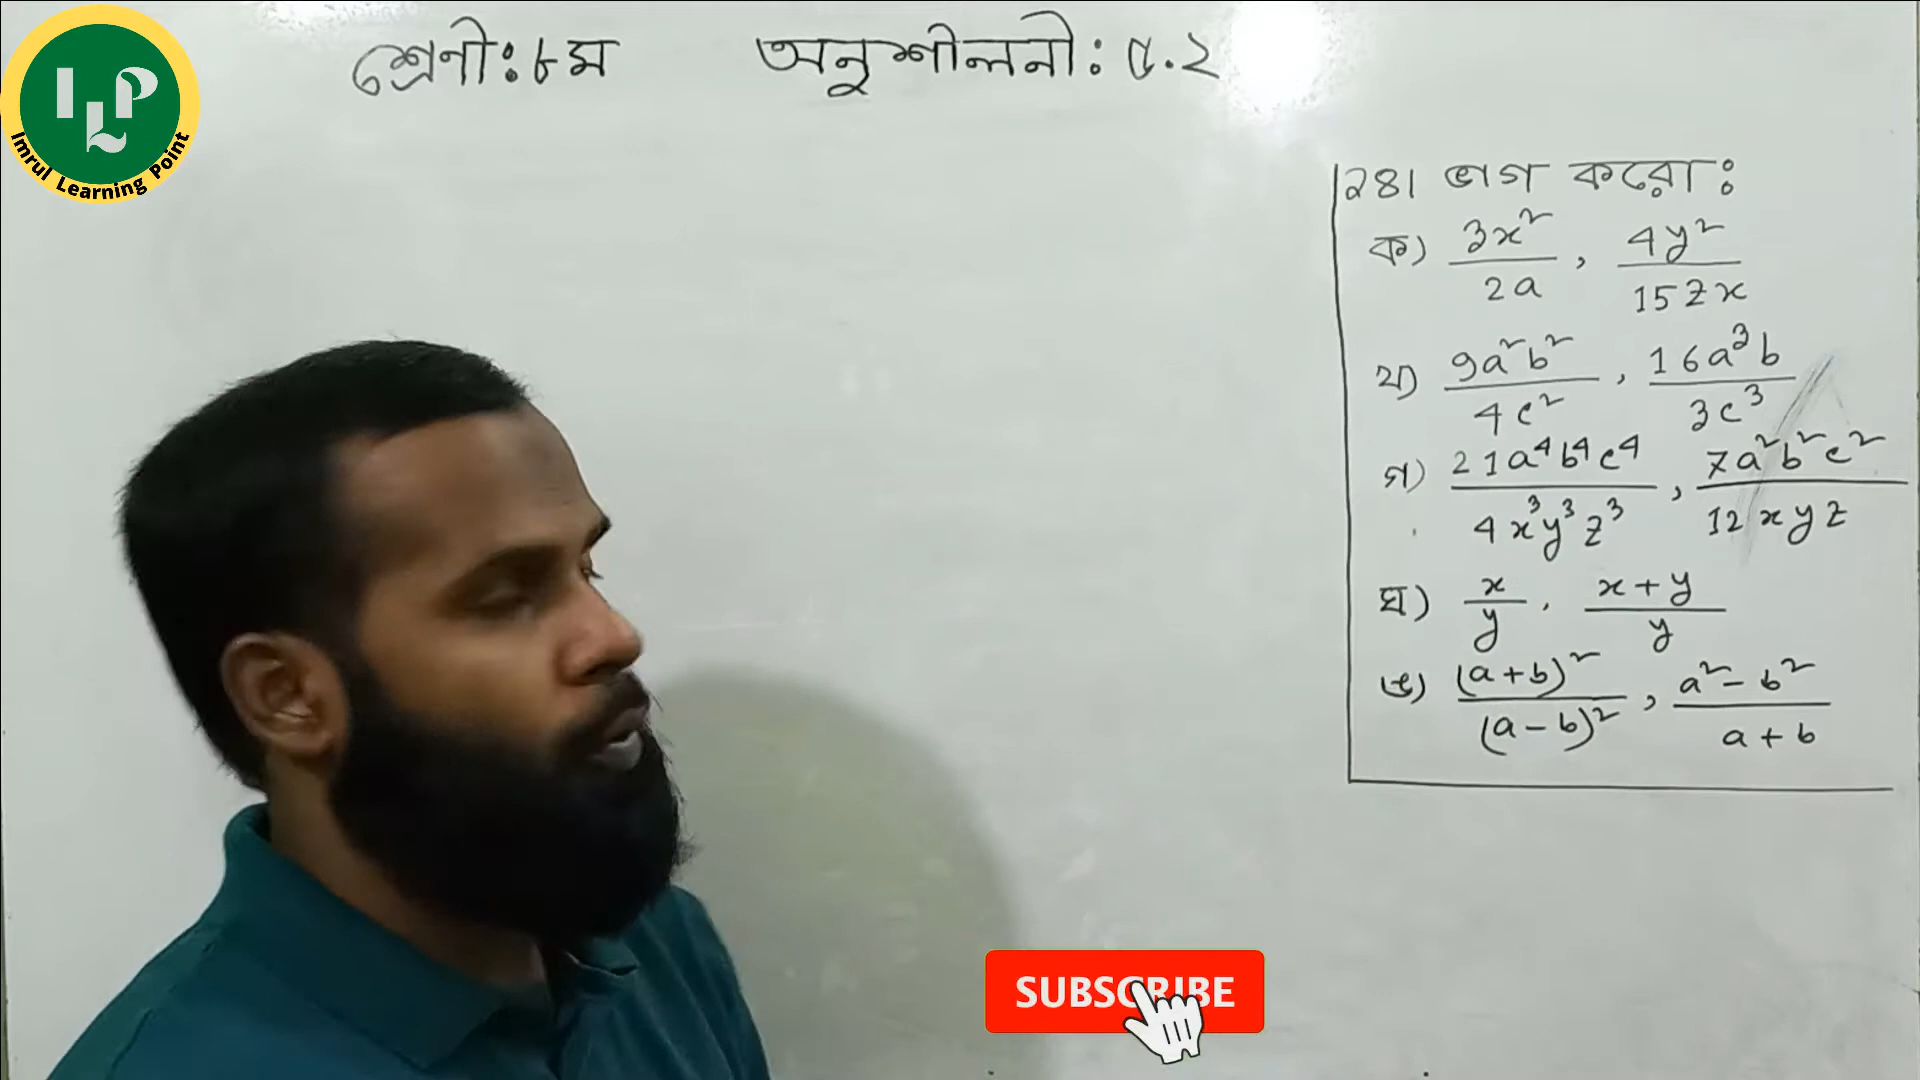 ILP
Imrul Learning Point
শ্রেনী: ৮ম অনুশীলনী: ৫.২
২৪। ভাগ করো:
ক) 3x²/2a, 4y²/15zx
খ) 9a²b²/4c², 16a³b/3c³
গ) 21a⁴b⁴c⁴/4x³y³z³, 7a²b²c²/12xyz
ঘ) x/y, x+y/y
ঙ) (a+b)²/(a-b)², a²-b²/a+b
SUBSCRIBE